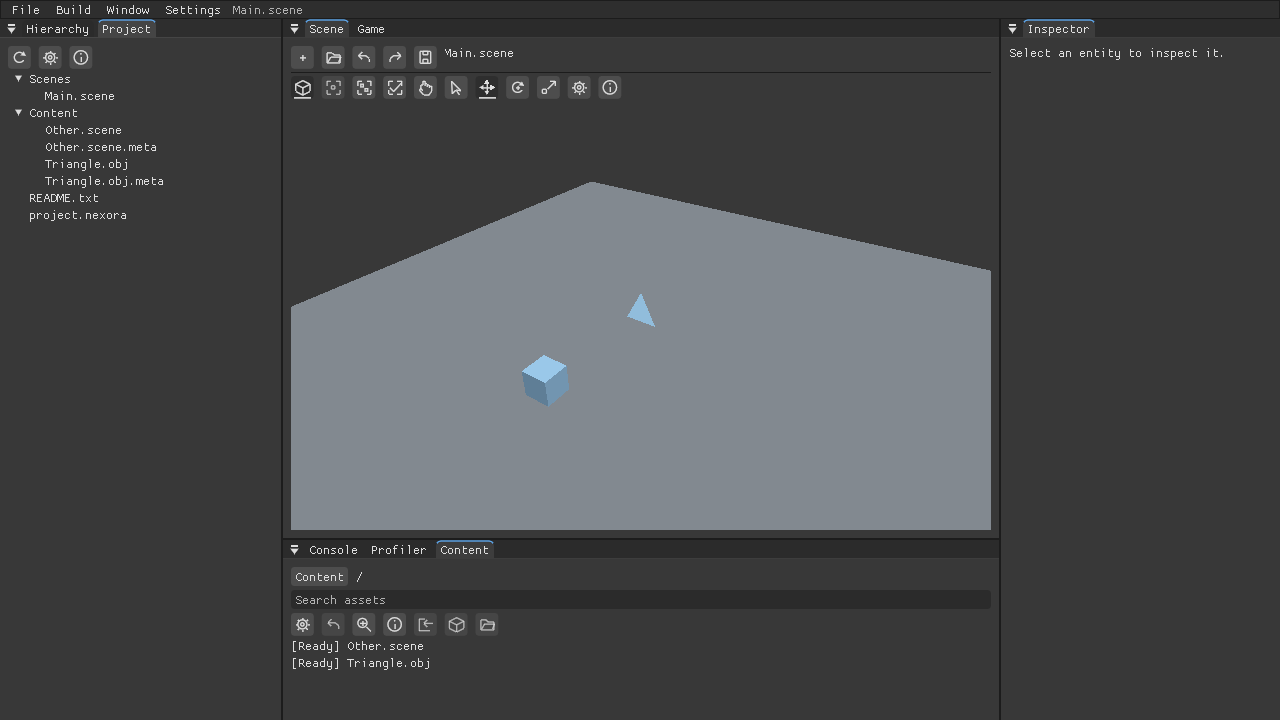 File Build Window Settings Main.scene
Hierarchy Project
Scenes
Main.scene
Content
Other.scene
Other.scene.meta
Triangle.obj
Triangle.obj.meta
README.txt
project.nexora
Scene Game
Main.scene
Console Profiler Content
Content /
Search assets
[Ready] Other.scene
[Ready] Triangle.obj
Inspector
Select an entity to inspect it.